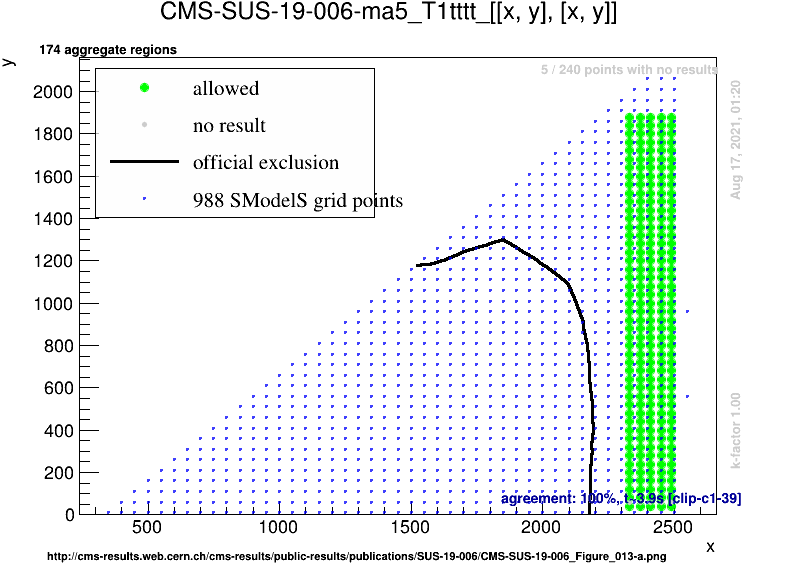 CMS-SUS-19-006-ma5_T1tttt_[[x, y], [x, y]]
174 aggregate regions
y
5 / 240 points with no results
allowed
no result
official exclusion
988 SModelS grid points
Aug 17, 2021, 01:20
k-factor 1.00
2000
1800
1600
1400
1200
1000
800
600
400
200
0
agreement: 100%, t~3.9s [clip-c1-39]
500
1000
1500
2000
2500
x
http://cms-results.web.cern.ch/cms-results/public-results/publications/SUS-19-006/CMS-SUS-19-006_Figure_013-a.png